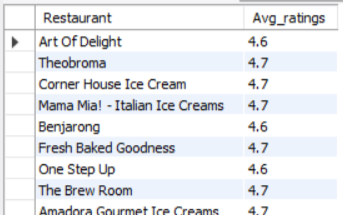 Restaurant Avg_ratings
Art Of Delight 4.6
Theobroma 4.7
Corner House Ice Cream 4.7
Mama Mia! - Italian Ice Creams 4.7
Benjarong 4.6
Fresh Baked Goodness 4.7
One Step Up 4.6
The Brew Room 4.7
Amadora Gourmet Ice Creams 4.7